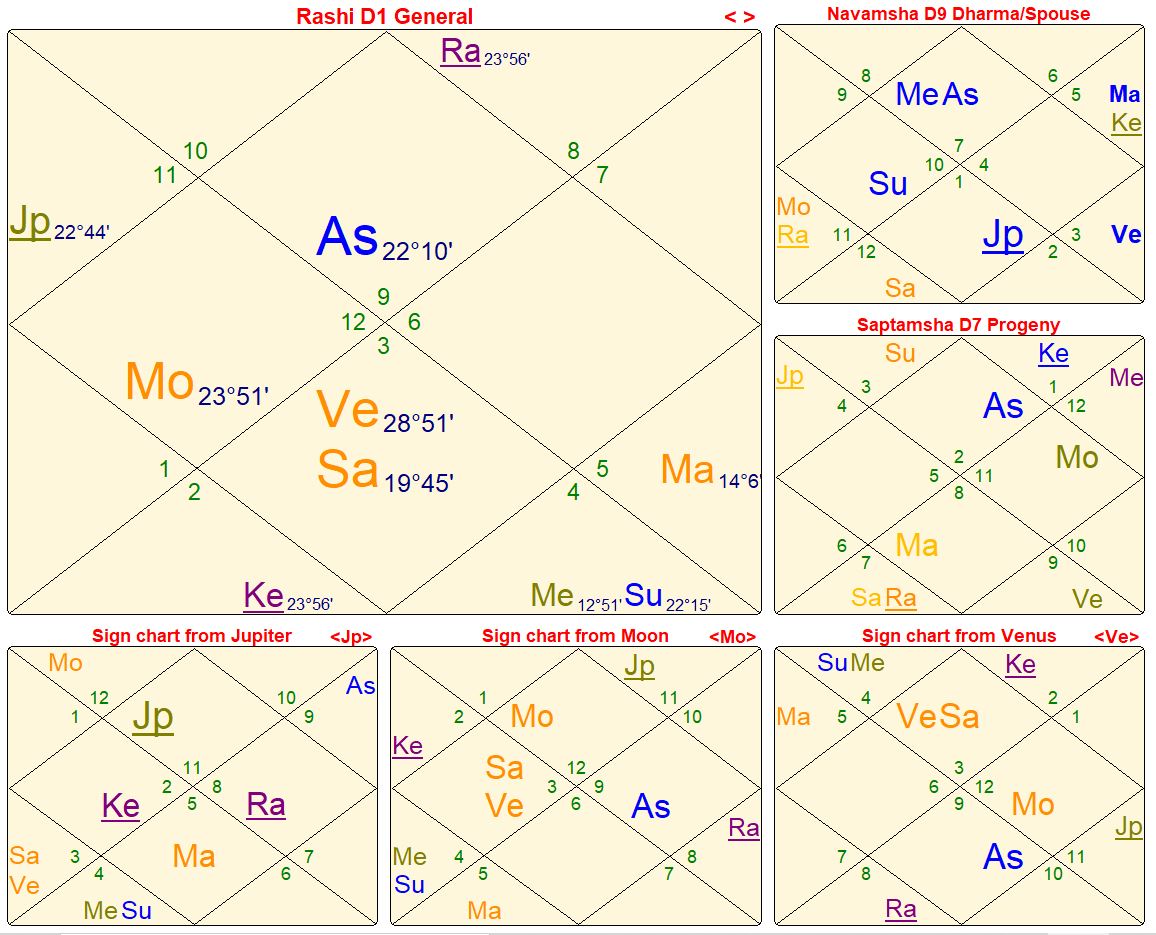 Rashi D1 General < >
Ra 23°56'
10 8
11 7
Jp 22°44'
As 22°10'
9
12 6
3
Mo 23°51'
Ve 28°51'
Sa 19°45'
Ma 14°6'
1 5
2 4
Ke 23°56'
Me 12°51' Su 22°15'
Navamsha D9 Dharma/Spouse
8 6
9 5
Me As
Ma
Ke
7
10 4
1
Su
Mo
Ra
Jp
Ve
11 3
12 2
Sa
Saptamsha D7 Progeny
Su Ke
Jp Me
3 1
4 12
As
Mo
2
5 11
8
Ma
6 10
7 9
Sa Ra Ve
Sign chart from Jupiter <Jp>
Mo
As
12 10
1 9
Jp
11
2 8
5
Ke Ra
Sa
Ve
Ma
3 7
4 6
Me Su
Sign chart from Moon <Mo>
Jp
1 11
2 10
Mo
Ke
Sa
Ve
12
3 9
6
As
Ra
Me
Su
4 8
5 7
Ma
Sign chart from Venus <Ve>
Su Me Ke
4 2
Ma 5 1
Ve Sa
3
6 12
9
Mo
Jp
As
7 11
8 10
Ra